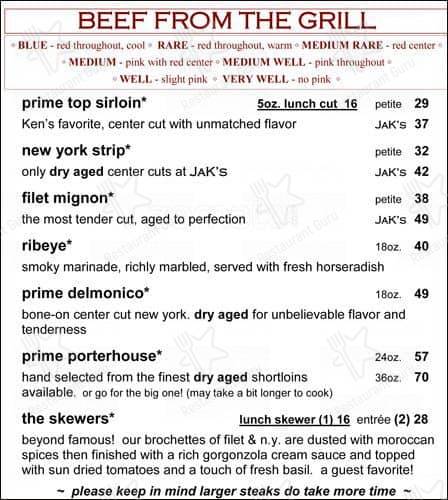 BEEF FROM THE GRILL
◦ BLUE - red throughout, cool ◦ RARE - red throughout, warm ◦ MEDIUM RARE - red center ◦
◦ MEDIUM - pink with red center ◦ MEDIUM WELL - pink throughout ◦
◦ WELL - slight pink ◦ VERY WELL - no pink ◦
prime top sirloin* 5oz. lunch cut 16 petite 29
Ken's favorite, center cut with unmatched flavor JAK'S 37
new york strip* petite 32
only dry aged center cuts at JAK'S JAK'S 42
filet mignon* petite 38
the most tender cut, aged to perfection JAK'S 49
ribeye* 18oz. 40
smoky marinade, richly marbled, served with fresh horseradish
prime delmonico* 18oz. 49
bone-on center cut new york. dry aged for unbelievable flavor and
tenderness
prime porterhouse* 24oz. 57
hand selected from the finest dry aged shortloins 36oz. 70
available. or go for the big one! (may take a bit longer to cook)
the skewers* lunch skewer (1) 16 entrée (2) 28
beyond famous! our brochettes of filet & n.y. are dusted with moroccan
spices then finished with a rich gorgonzola cream sauce and topped
with sun dried tomatoes and a touch of fresh basil. a guest favorite!
~ please keep in mind larger steaks do take more time ~
Restaurant Guru